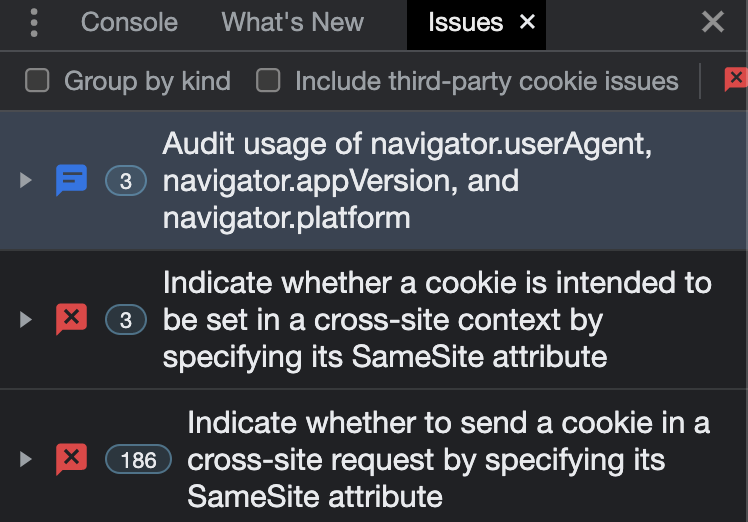 Console What's New Issues ×
Group by kind Include third-party cookie issues
Audit usage of navigator.userAgent,
3 navigator.appVersion, and
navigator.platform
Indicate whether a cookie is intended to
3 be set in a cross-site context by
specifying its SameSite attribute
Indicate whether to send a cookie in a
186 cross-site request by specifying its
SameSite attribute